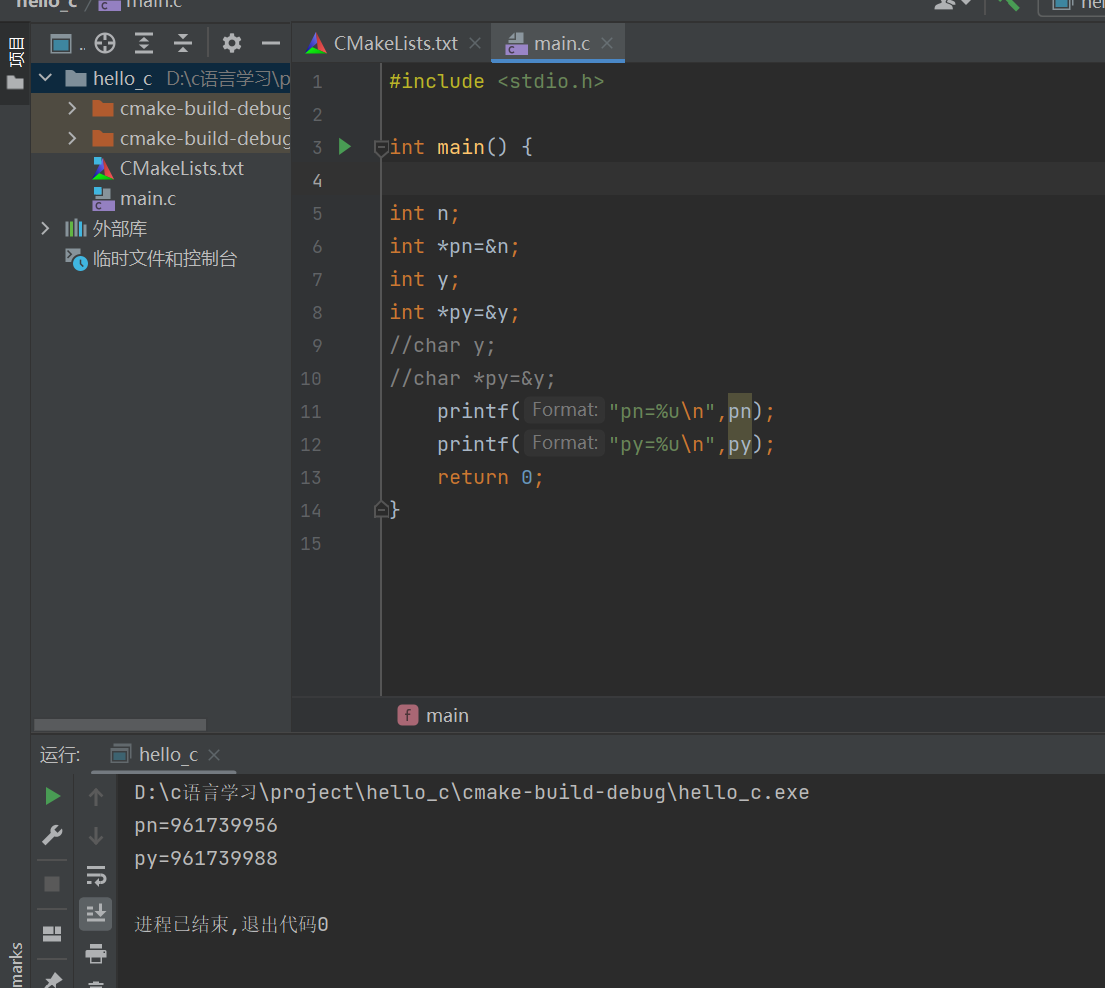 hello_c / main.c
项目
CMakeLists.txt
main.c
hello_c D:\c语言学习\p
cmake-build-debug
cmake-build-debug
CMakeLists.txt
main.c
外部库
临时文件和控制台
1 #include <stdio.h>
2
3 int main() {
4
5 int n;
6 int *pn=&n;
7 int y;
8 int *py=&y;
9 //char y;
10 //char *py=&y;
11 printf( Format: "pn=%u\n",pn);
12 printf( Format: "py=%u\n",py);
13 return 0;
14 }
15
f main
运行: hello_c
D:\c语言学习\project\hello_c\cmake-build-debug\hello_c.exe
pn=961739956
py=961739988
进程已结束,退出代码0
marks